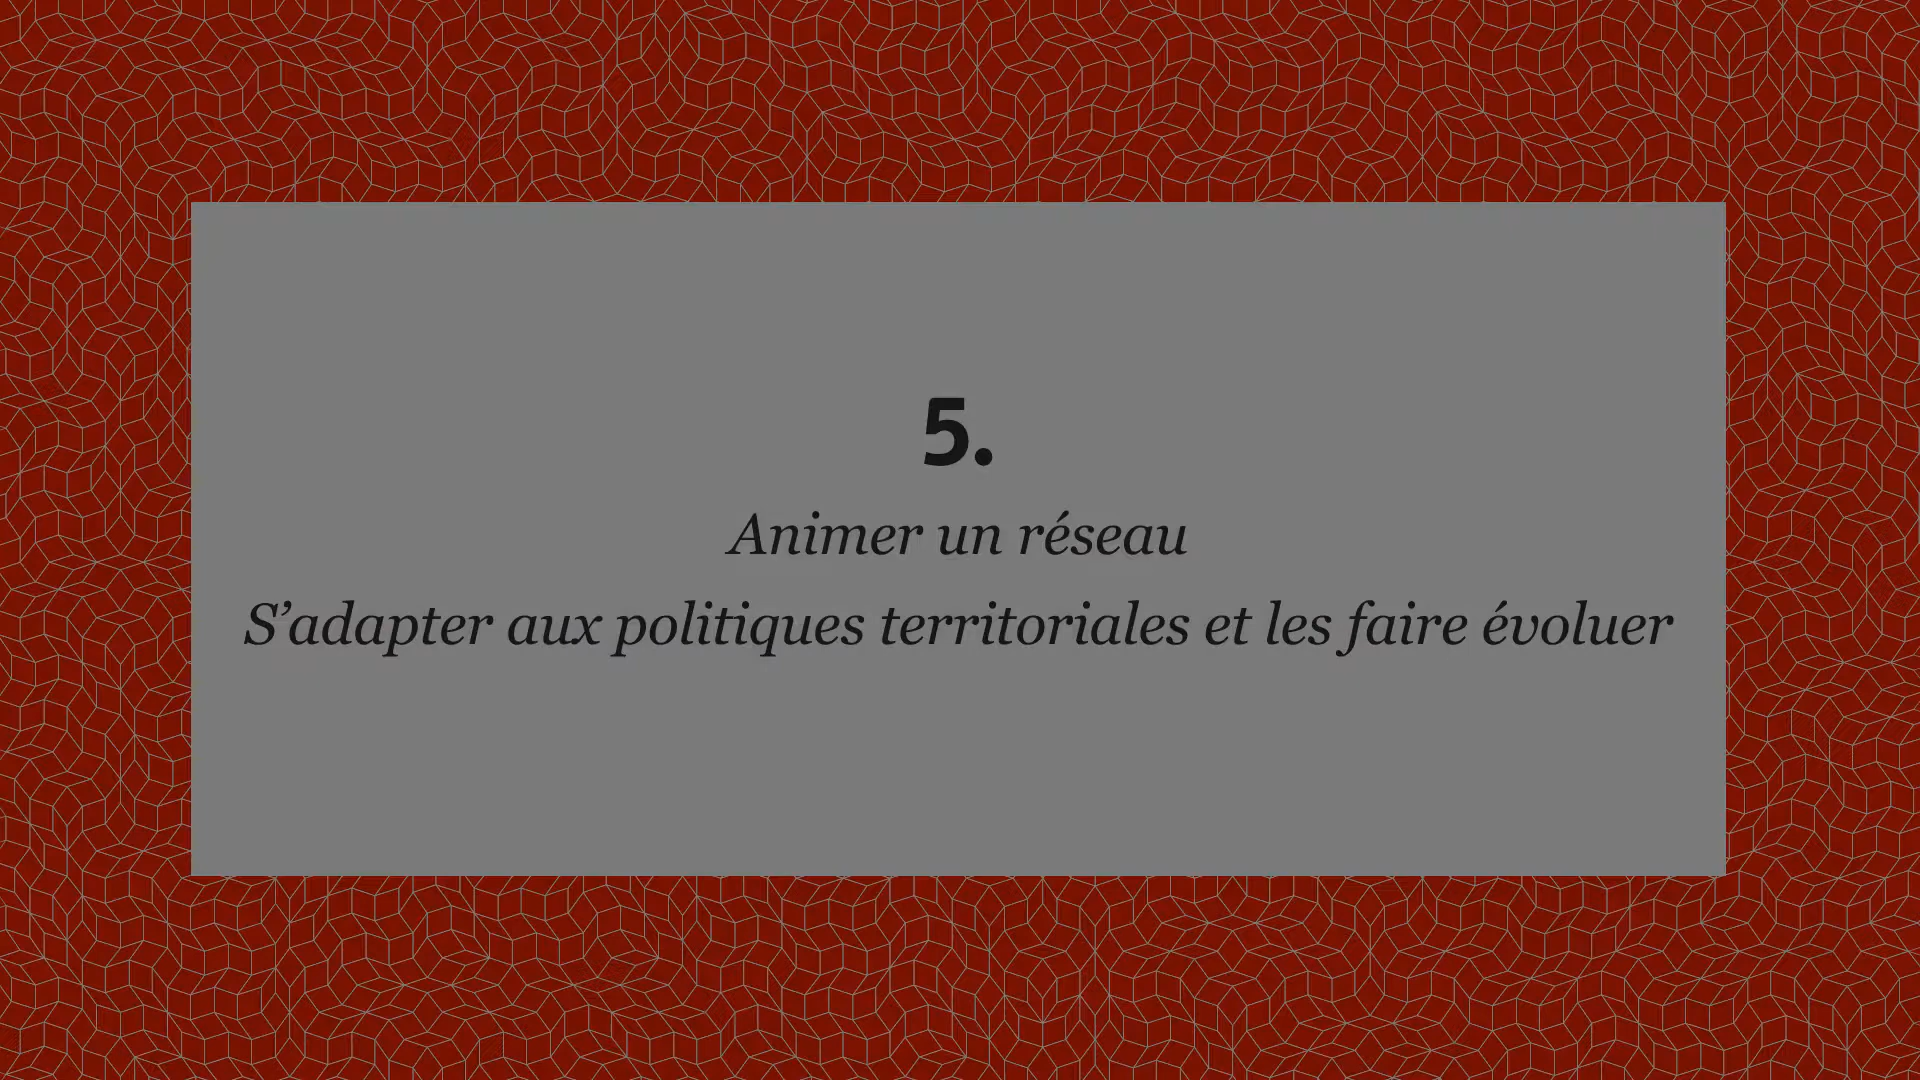 5.
Animer un réseau
S’adapter aux politiques territoriales et les faire évoluer